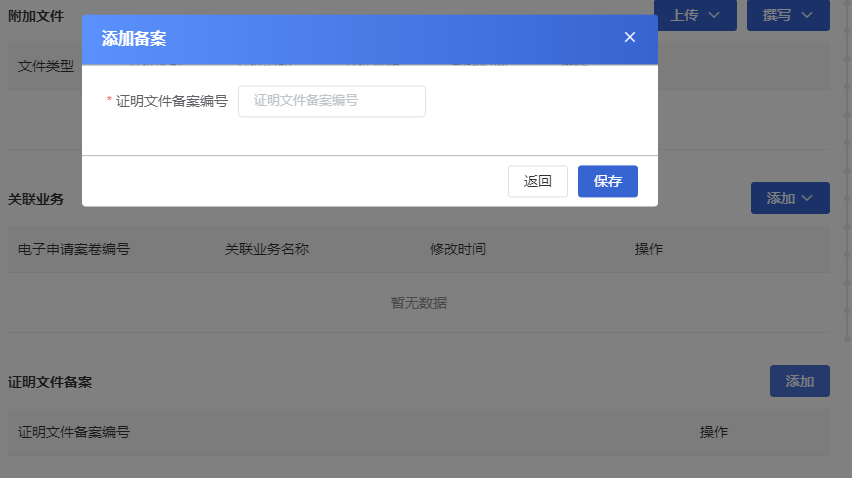 附加文件
上传
撰写
添加备案
文件类型
* 证明文件备案编号
证明文件备案编号
返回
保存
关联业务
添加
电子申请案卷编号 关联业务名称 修改时间 操作
暂无数据
证明文件备案
添加
证明文件备案编号 操作